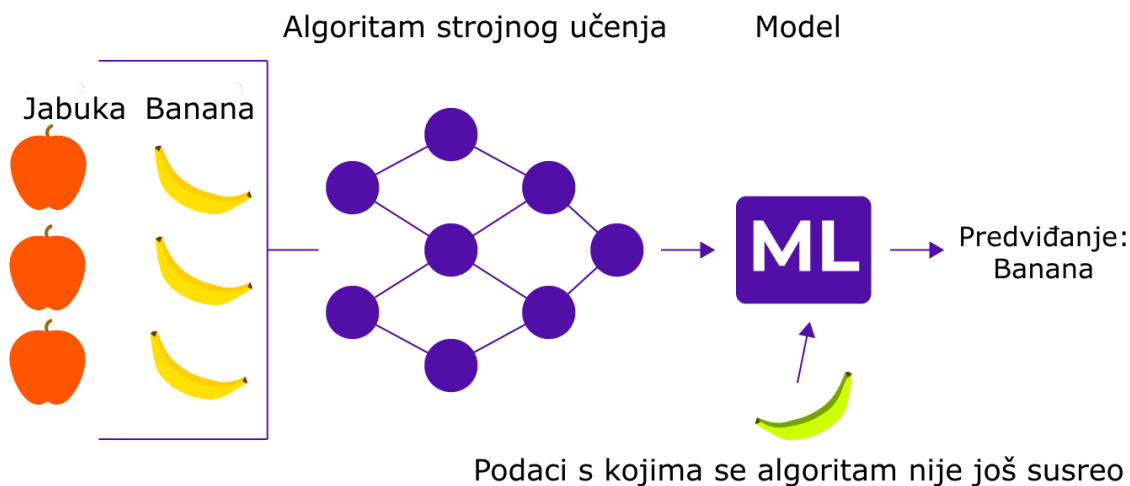 Algoritam strojnog učenja
Model
Jabuka
Banana
ML
Predviđanje:
Banana
Podaci s kojima se algoritam nije još susreo